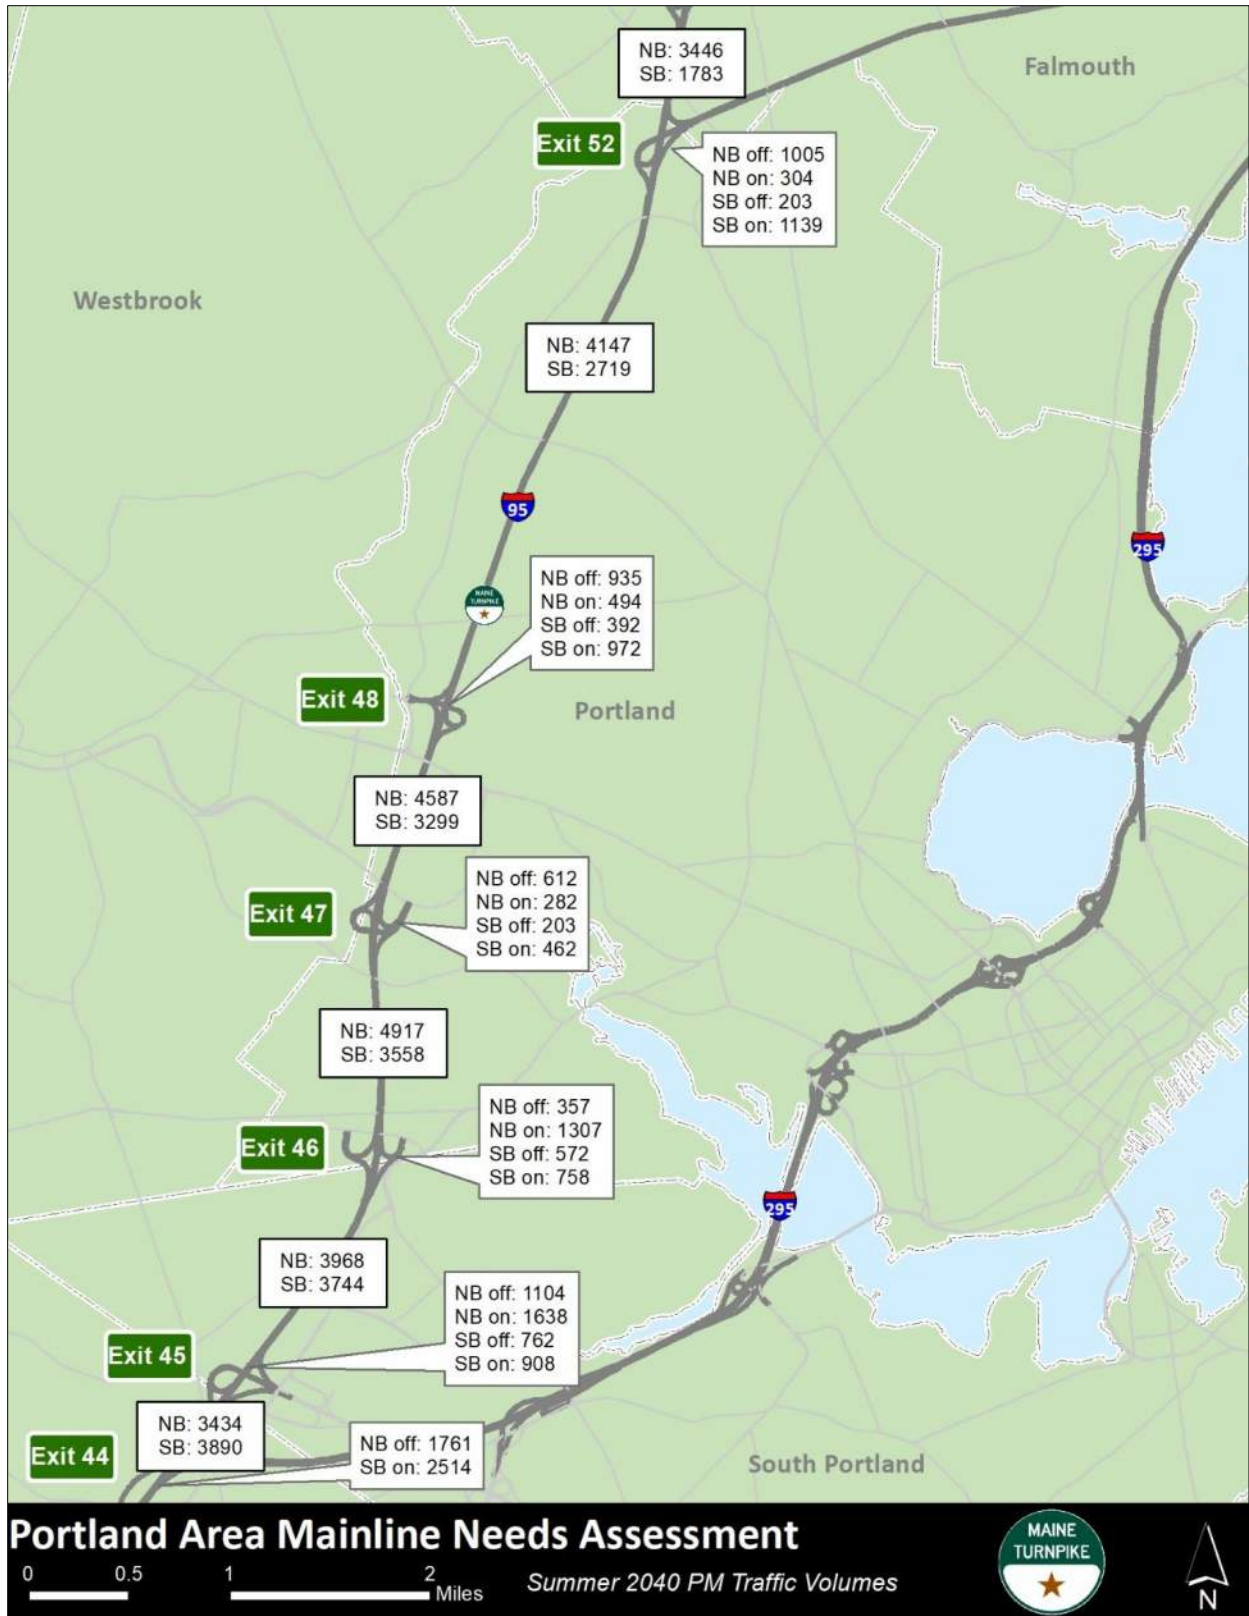 NB: 3446
SB: 1783
Falmouth
Exit 52
NB off: 1005
NB on: 304
SB off: 203
SB on: 1139
Westbrook
NB: 4147
SB: 2719
95
295
MAINE
TURNPIKE
NB off: 935
NB on: 494
SB off: 392
SB on: 972
Exit 48
Portland
NB: 4587
SB: 3299
Exit 47
NB off: 612
NB on: 282
SB off: 203
SB on: 462
NB: 4917
SB: 3558
Exit 46
NB off: 357
NB on: 1307
SB off: 572
SB on: 758
295
NB: 3968
SB: 3744
Exit 45
NB off: 1104
NB on: 1638
SB off: 762
SB on: 908
NB: 3434
SB: 3890
Exit 44
NB off: 1761
SB on: 2514
South Portland
Portland Area Mainline Needs Assessment
0 0.5 1 2
Miles
Summer 2040 PM Traffic Volumes
MAINE
TURNPIKE
N